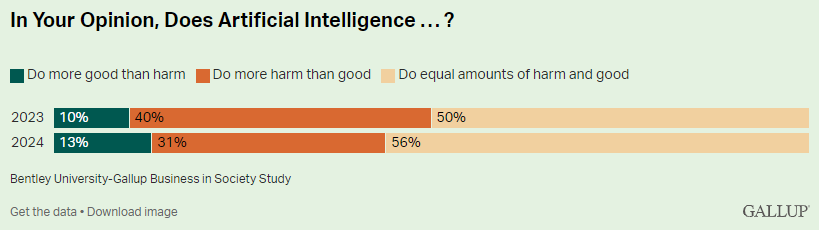 In Your Opinion, Does Artificial Intelligence ... ?
Do more good than harm Do more harm than good Do equal amounts of harm and good
2023 10% 40% 50%
2024 13% 31% 56%
Bentley University-Gallup Business in Society Study
Get the data • Download image GALLUP®